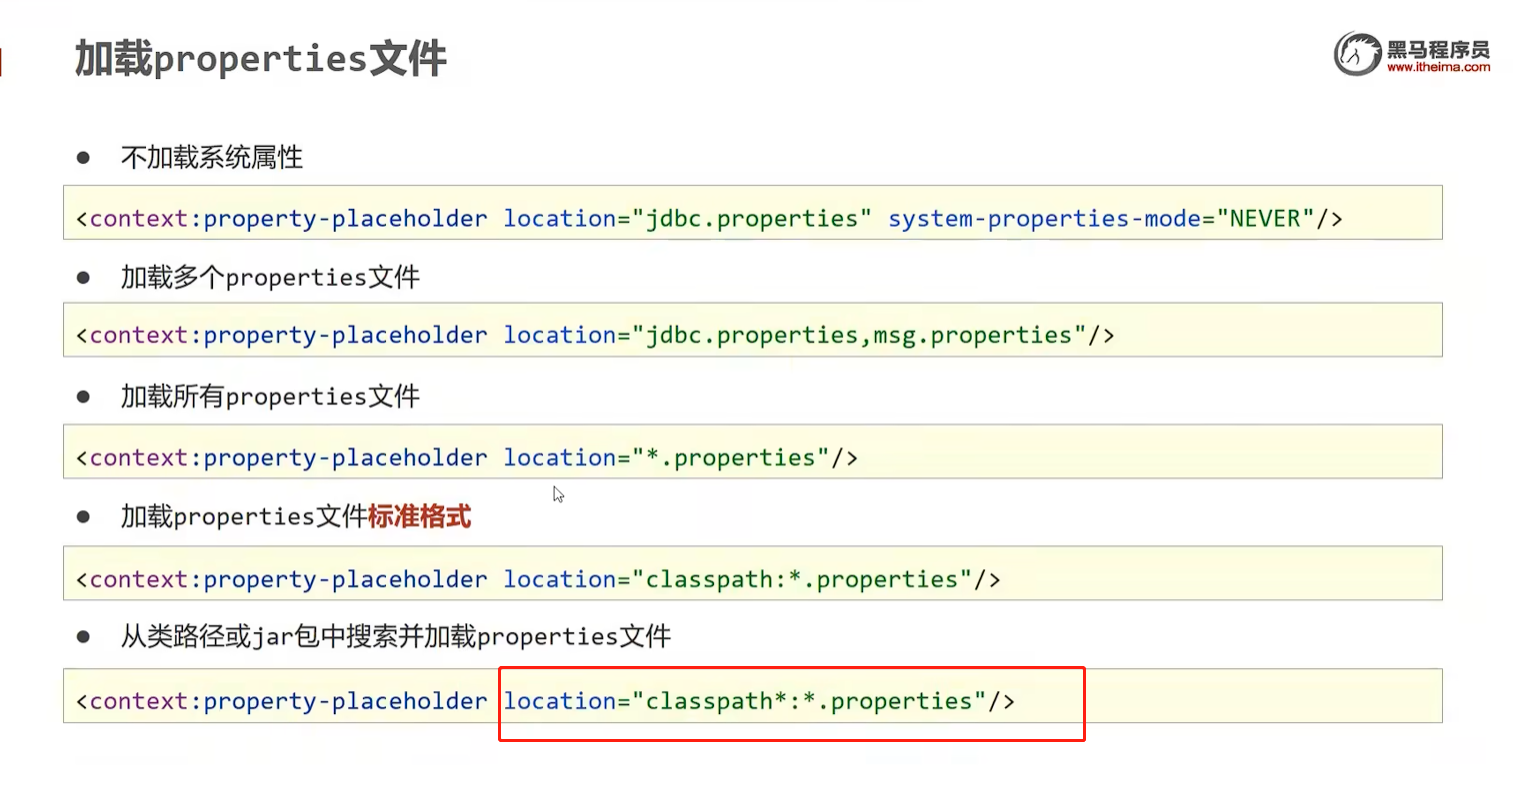 加载properties文件
黑马程序员
www.itheima.com
● 不加载系统属性
<context:property-placeholder location="jdbc.properties" system-properties-mode="NEVER"/>
● 加载多个properties文件
<context:property-placeholder location="jdbc.properties,msg.properties"/>
● 加载所有properties文件
<context:property-placeholder location="*.properties"/>
● 加载properties文件标准格式
<context:property-placeholder location="classpath:*.properties"/>
● 从类路径或jar包中搜索并加载properties文件
<context:property-placeholder location="classpath*:*.properties"/>